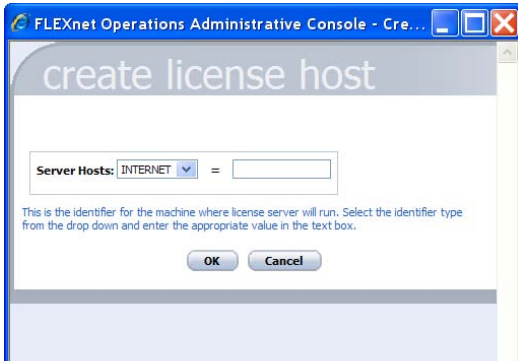 FLEXnet Operations Administrative Console - Cre...
create license host
Server Hosts: INTERNET =
This is the identifier for the machine where license server will run. Select the identifier type
from the drop down and enter the appropriate value in the text box.
OK Cancel